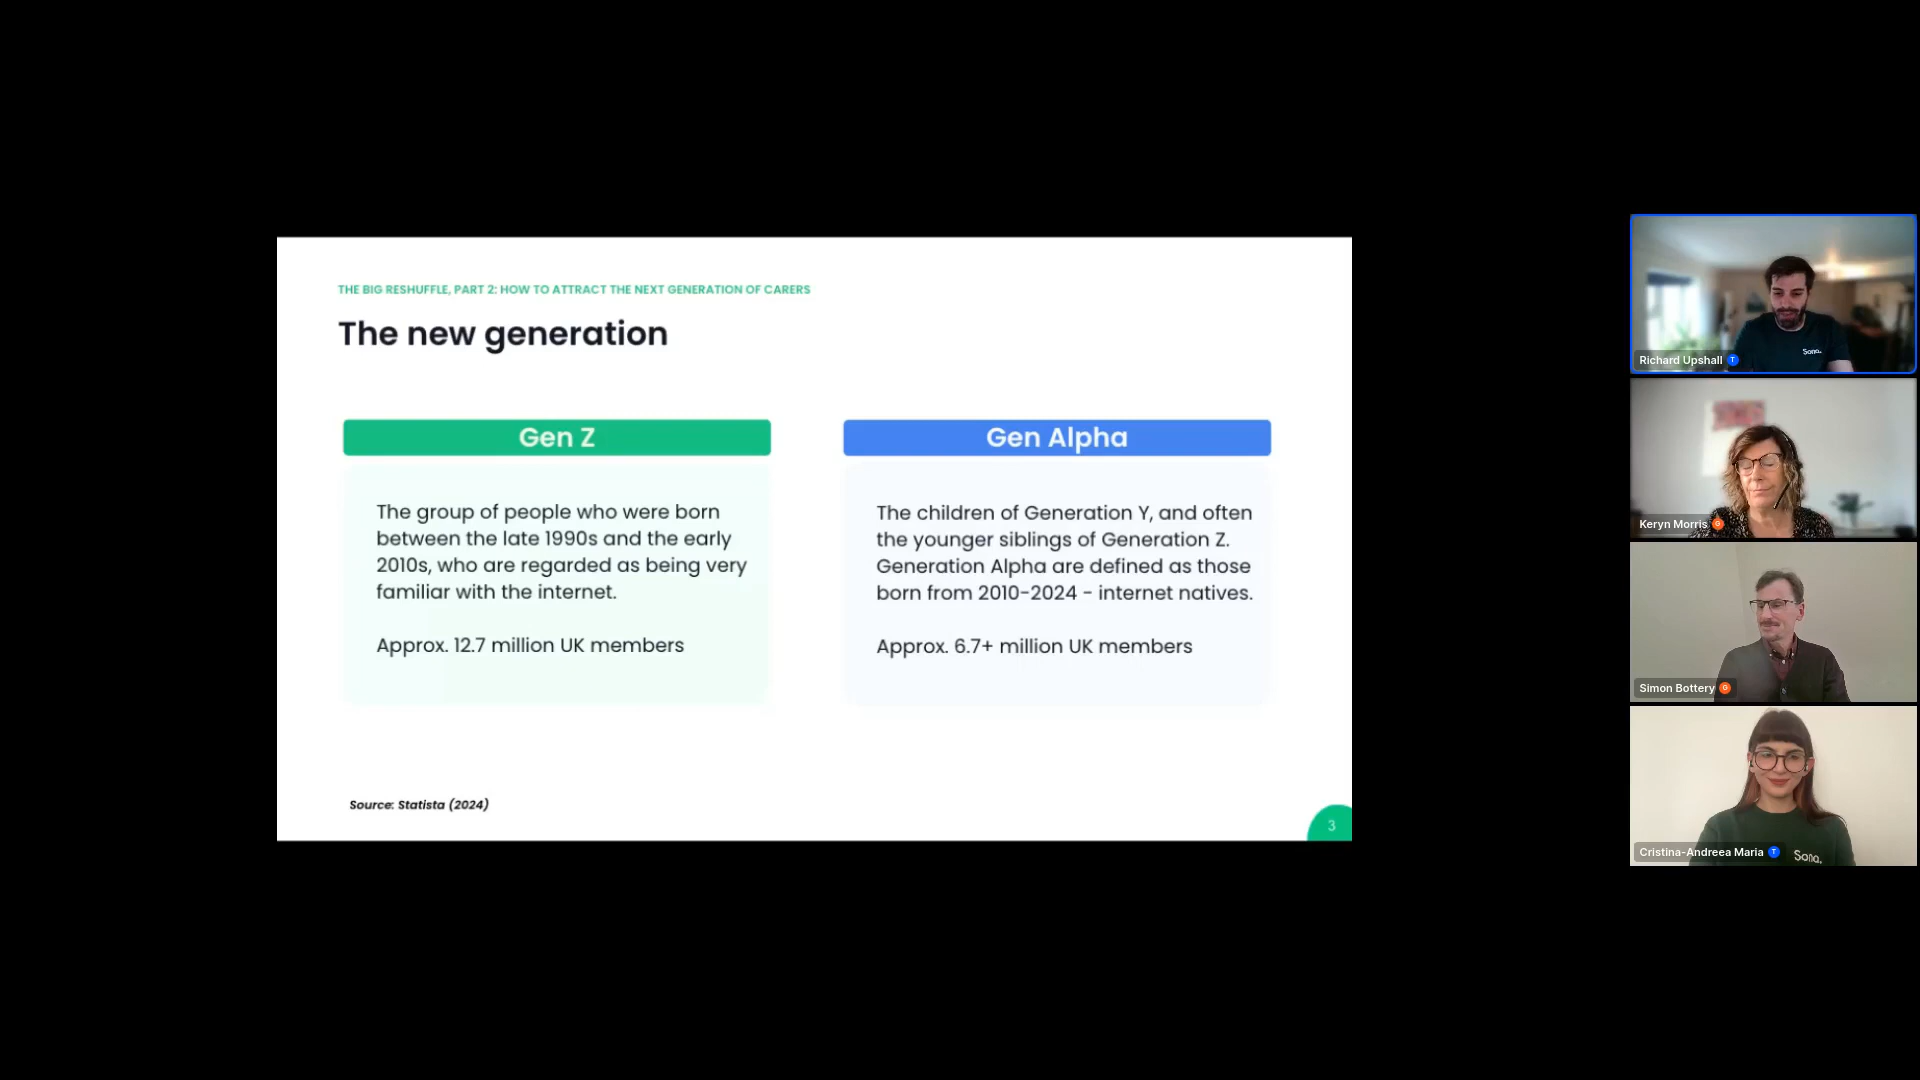 THE BIG RESHUFFLE, PART 2: HOW TO ATTRACT THE NEXT GENERATION OF CARERS
The new generation
Gen Z
The group of people who were born
between the late 1990s and the early
2010s, who are regarded as being very
familiar with the internet.
Approx. 12.7 million UK members
Gen Alpha
The children of Generation Y, and often
the younger siblings of Generation Z.
Generation Alpha are defined as those
born from 2010-2024 - internet natives.
Approx. 6.7+ million UK members
Source: Statista (2024)
3
Sona.
Richard Upshall T
Keryn Morris G
Simon Bottery G
Cristina-Andreea Maria T
Sona.